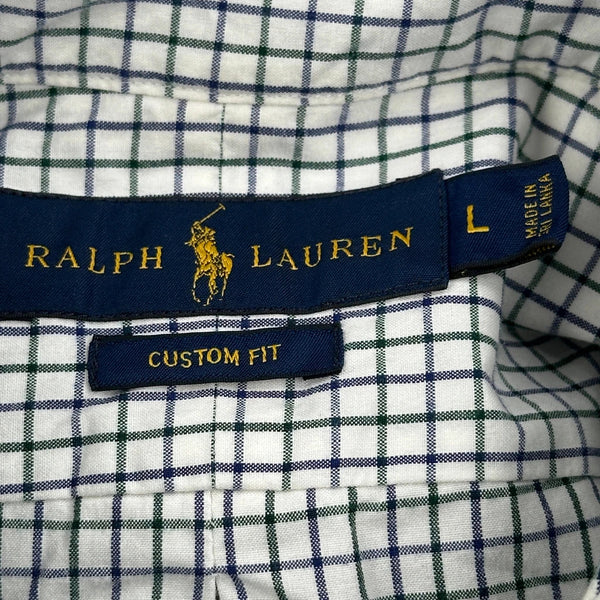 RALPH LAUREN
L
MADE IN
SRI LANKA
CUSTOM FIT